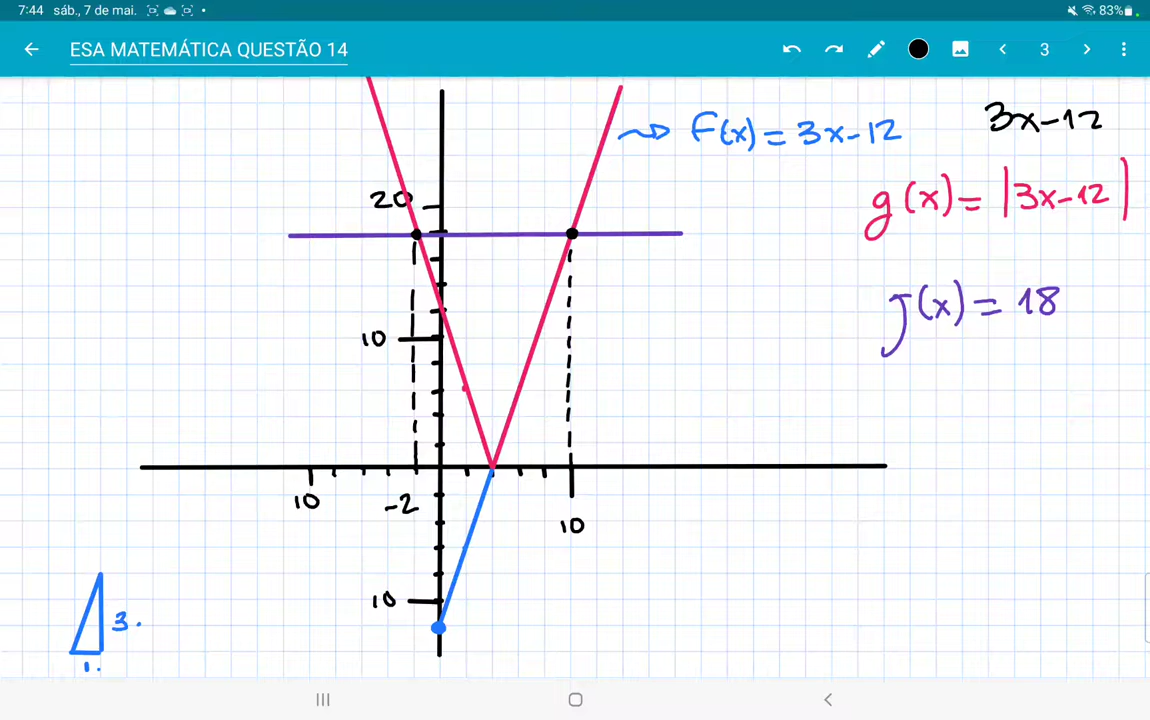 7:44 sáb., 7 de mai.
83%
ESA MATEMÁTICA QUESTÃO 14
3
f(x) = 3x-12
3x-12
g(x) = |3x-12|
J(x) = 18
20
10
10
-2
10
10
3.
1.